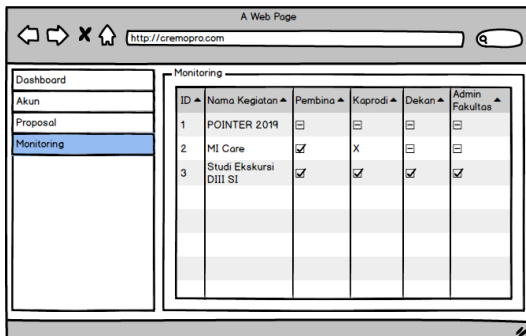 A Web Page
http://cremopro.com
Dashboard
Akun
Proposal
Monitoring
Monitoring
ID Nama Kegiatan Pembina Kaprodi Dekan Admin Fakultas
1 POINTER 2019
2 MI Care X
3 Studi Ekskursi
DIII SI